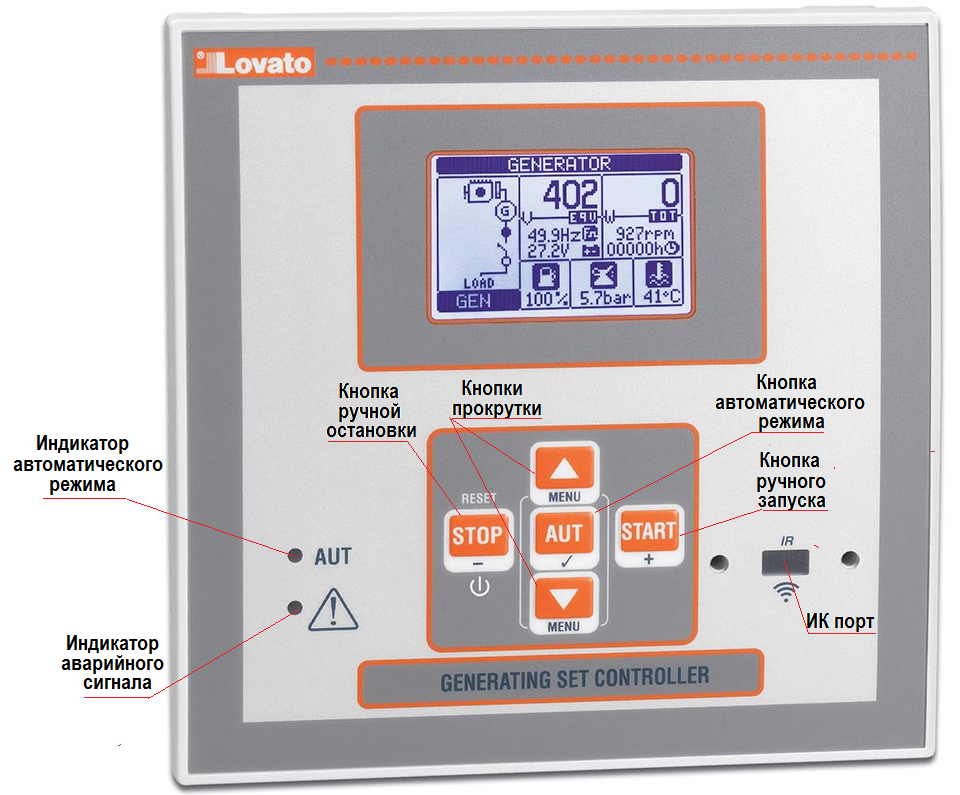 ® Lovato
GENERATOR
402 0
V EQV W TOT
49.9Hz 927rpm
27.2V 00000h
G
LOAD
GEN 100% 5.7bar 41°C
Кнопка
ручной
остановки
Кнопки
прокрутки
Кнопка
автоматического
режима
Индикатор
автоматического
режима
Кнопка
ручного
запуска
MENU
RESET
STOP
–
AUT
✓
START
+
MENU
AUT
IR
ИК порт
Индикатор
аварийного
сигнала
GENERATING SET CONTROLLER